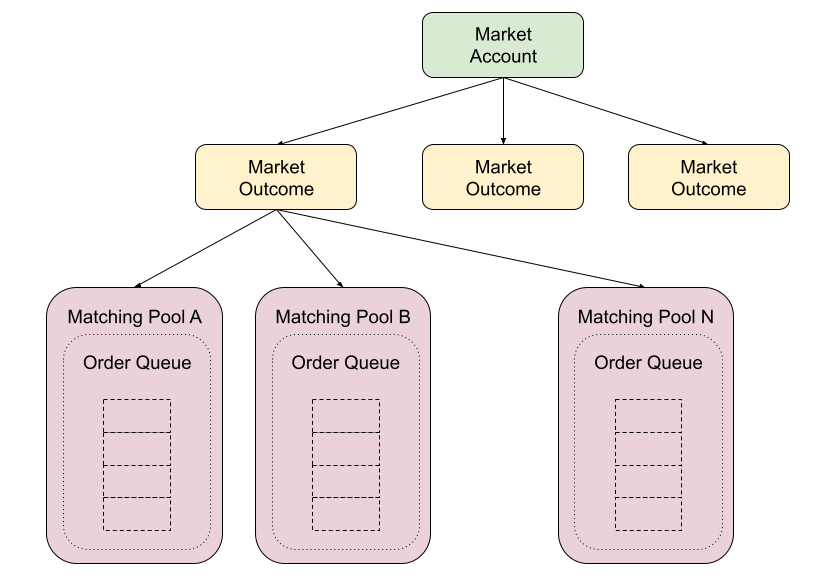 Market
Account
Market
Outcome
Market
Outcome
Market
Outcome
Matching Pool A
Order Queue
Matching Pool B
Order Queue
Matching Pool N
Order Queue